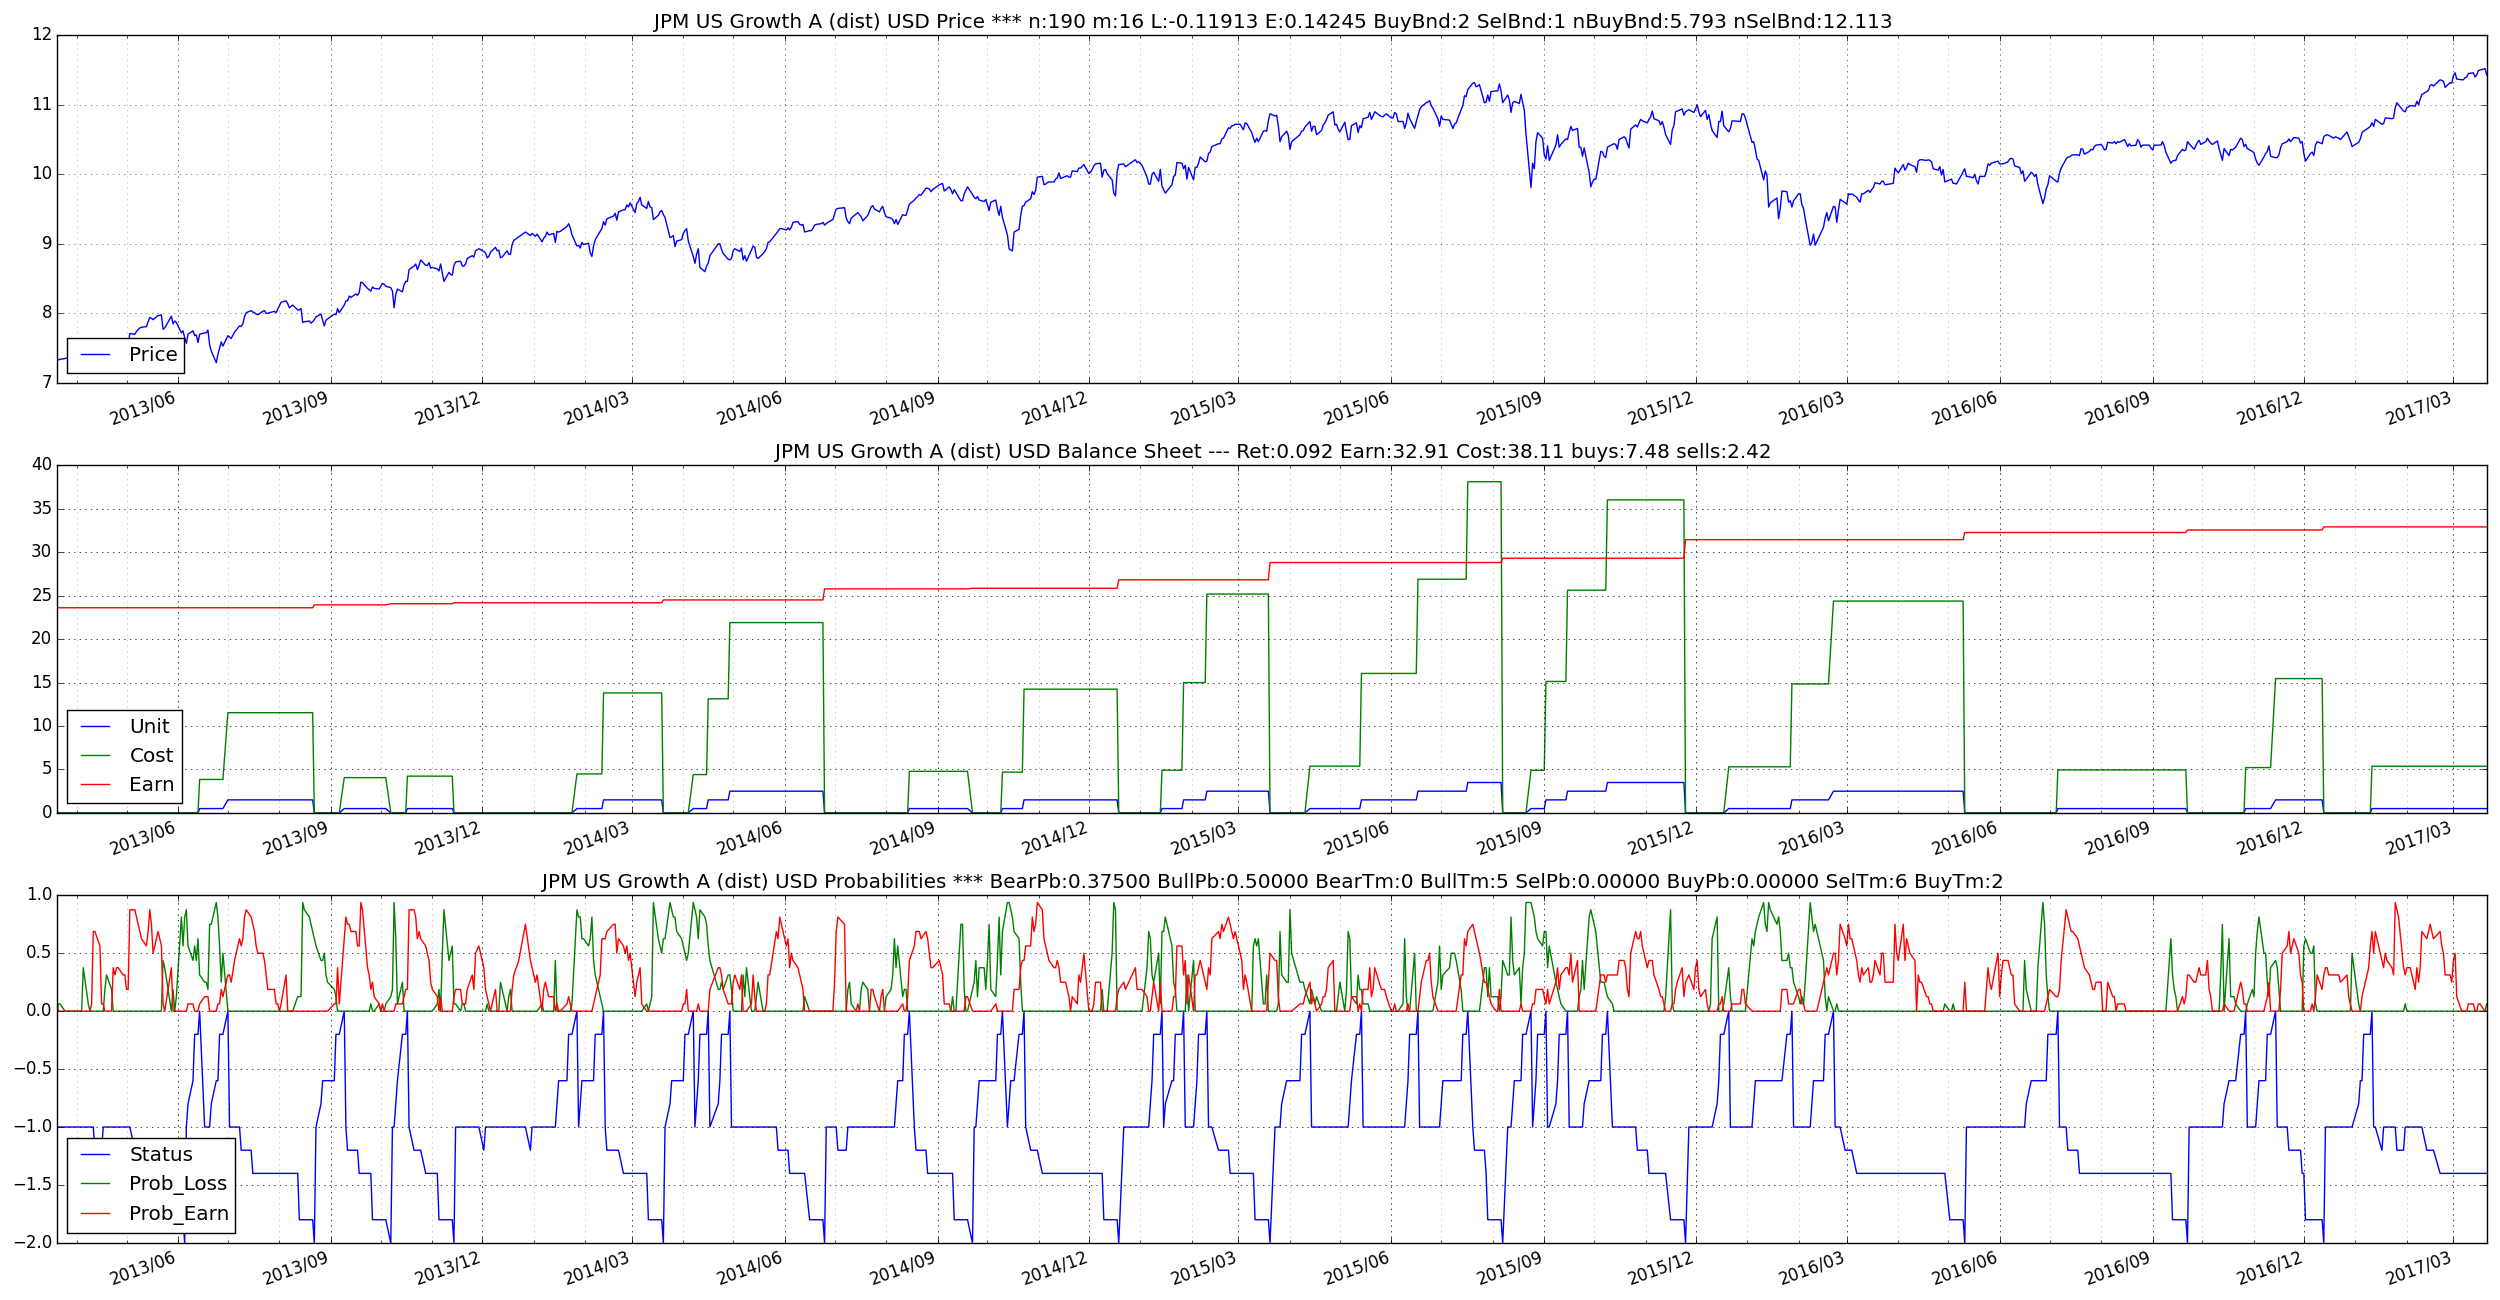 JPM US Growth A (dist) USD Price *** n:190 m:16 L:-0.11913 E:0.14245 BuyBnd:2 SelBnd:1 nBuyBnd:5.793 nSelBnd:12.113
12
11
10
9
8
7
Price
2013/06 2013/09 2013/12 2014/03 2014/06 2014/09 2014/12 2015/03 2015/06 2015/09 2015/12 2016/03 2016/06 2016/09 2016/12 2017/03
JPM US Growth A (dist) USD Balance Sheet --- Ret:0.092 Earn:32.91 Cost:38.11 buys:7.48 sells:2.42
40
35
30
25
20
15
10
5
0
Unit
Cost
Earn
2013/06 2013/09 2013/12 2014/03 2014/06 2014/09 2014/12 2015/03 2015/06 2015/09 2015/12 2016/03 2016/06 2016/09 2016/12 2017/03
JPM US Growth A (dist) USD Probabilities *** BearPb:0.37500 BullPb:0.50000 BearTm:0 BullTm:5 SelPb:0.00000 BuyPb:0.00000 SelTm:6 BuyTm:2
1.0
0.5
0.0
−0.5
−1.0
−1.5
−2.0
Status
Prob_Loss
Prob_Earn
2013/06 2013/09 2013/12 2014/03 2014/06 2014/09 2014/12 2015/03 2015/06 2015/09 2015/12 2016/03 2016/06 2016/09 2016/12 2017/03